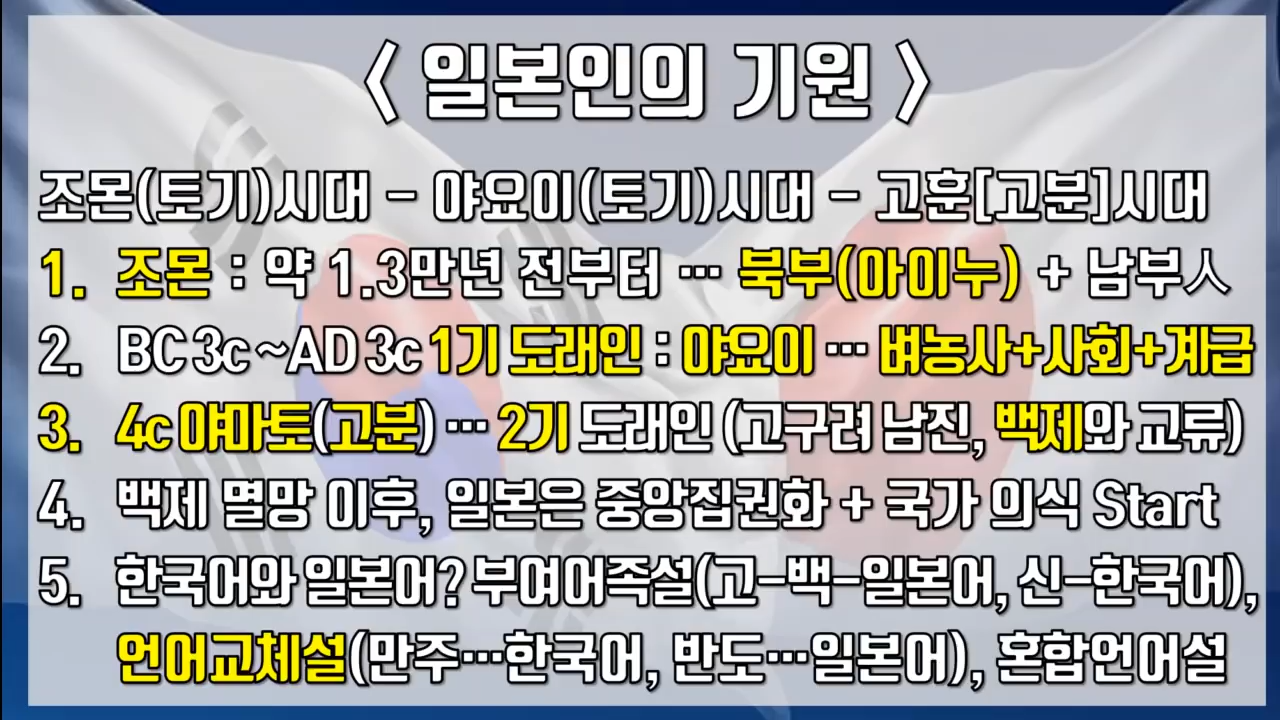 〈 일본인의 기원 〉
조몬(토기)시대 - 야요이(토기)시대 - 고훈[고분]시대
1. 조몬 : 약 1.3만년 전부터 … 북부(아이누) + 남부人
2. BC 3c ~AD 3c 1기 도래인 : 야요이 … 벼농사+사회+계급
3. 4c 야마토(고분) … 2기 도래인 (고구려 남진, 백제와 교류)
4. 백제 멸망 이후, 일본은 중앙집권화 + 국가 의식 Start
5. 한국어와 일본어? 부여어족설(고-백-일본어, 신-한국어),
언어교체설(만주…한국어, 반도…일본어), 혼합언어설